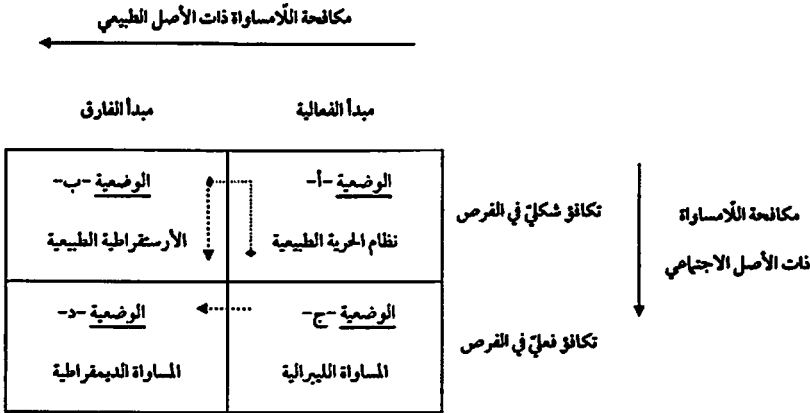 مكافحة اللّامساواة ذات الأصل الطبيعي
مبدأ الفعالية
مبدأ الفارق
الوضعية -أ-
نظام الحرية الطبيعية
الوضعية -ب-
الأرستقراطية الطبيعية
تكافؤ شكليّ في الفرص
مكافحة اللّامساواة
ذات الأصل الاجتماعي
الوضعية -ج-
المساواة الليبرالية
الوضعية -د-
المساواة الديمقراطية
تكافؤ فعليّ في الفرص